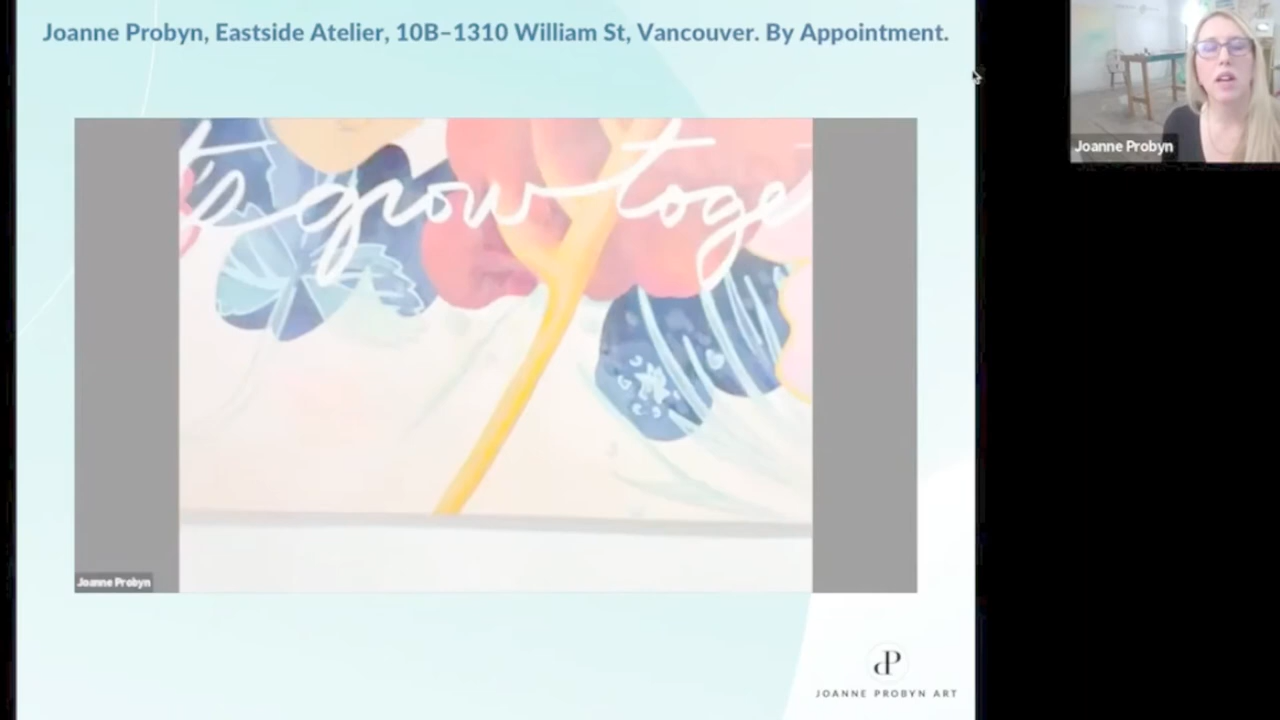 Joanne Probyn, Eastside Atelier, 10B–1310 William St, Vancouver. By Appointment.
Joanne Probyn
t's grow toge
Joanne Probyn
JP
JOANNE PROBYN ART